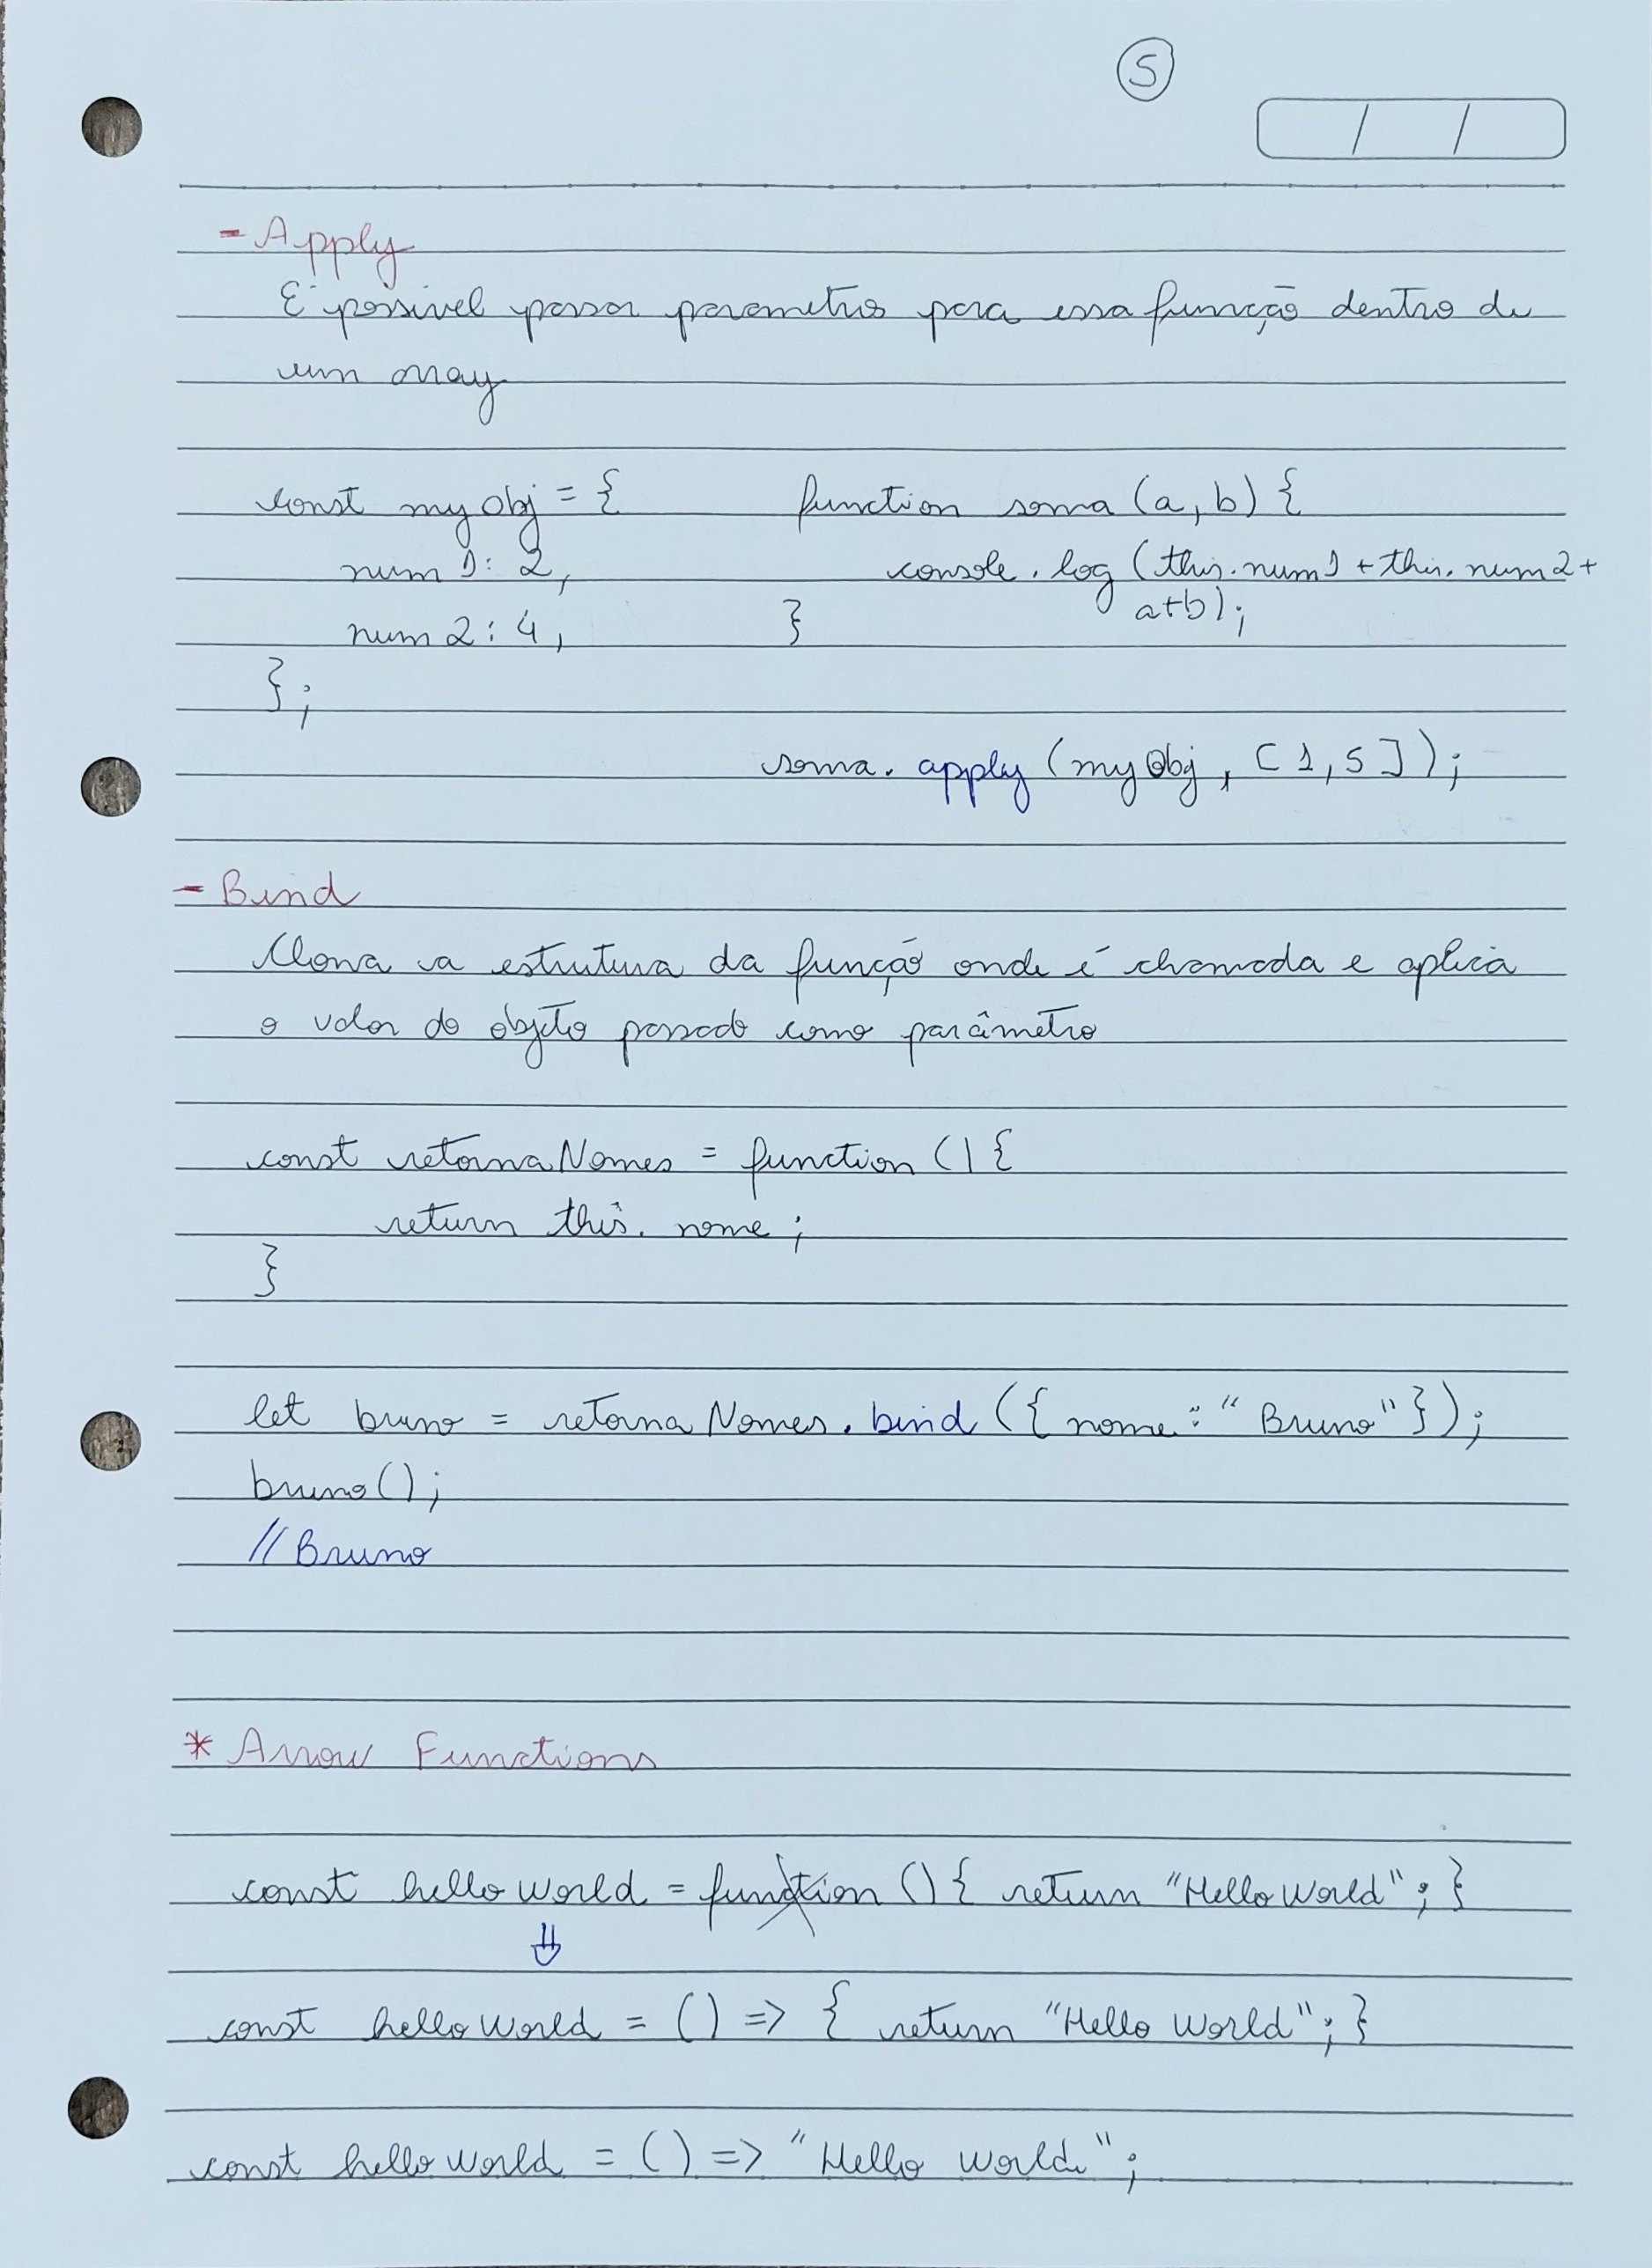 5
/ /
- Apply
É possível passar parametros para essa função dentro de
um array
const myObj = {
num1: 2,
num2: 4,
};
function soma (a, b) {
console.log (this.num1 + this.num2 +
a+b);
}
soma.apply (myObj, [1,5]);
- Bind
Clona a estrutura da função onde é chamada e aplica
o valor do objeto passado como parâmetro
const retornaNomes = function () {
return this.nome;
}
let bruno = retornaNomes.bind ({ nome: "Bruno" });
bruno();
//Bruno
* Arrow Functions
const helloWorld = function () { return "Hello World"; }
⇓
const helloWorld = () => { return "Hello World"; }
const helloWorld = () => "Hello World";